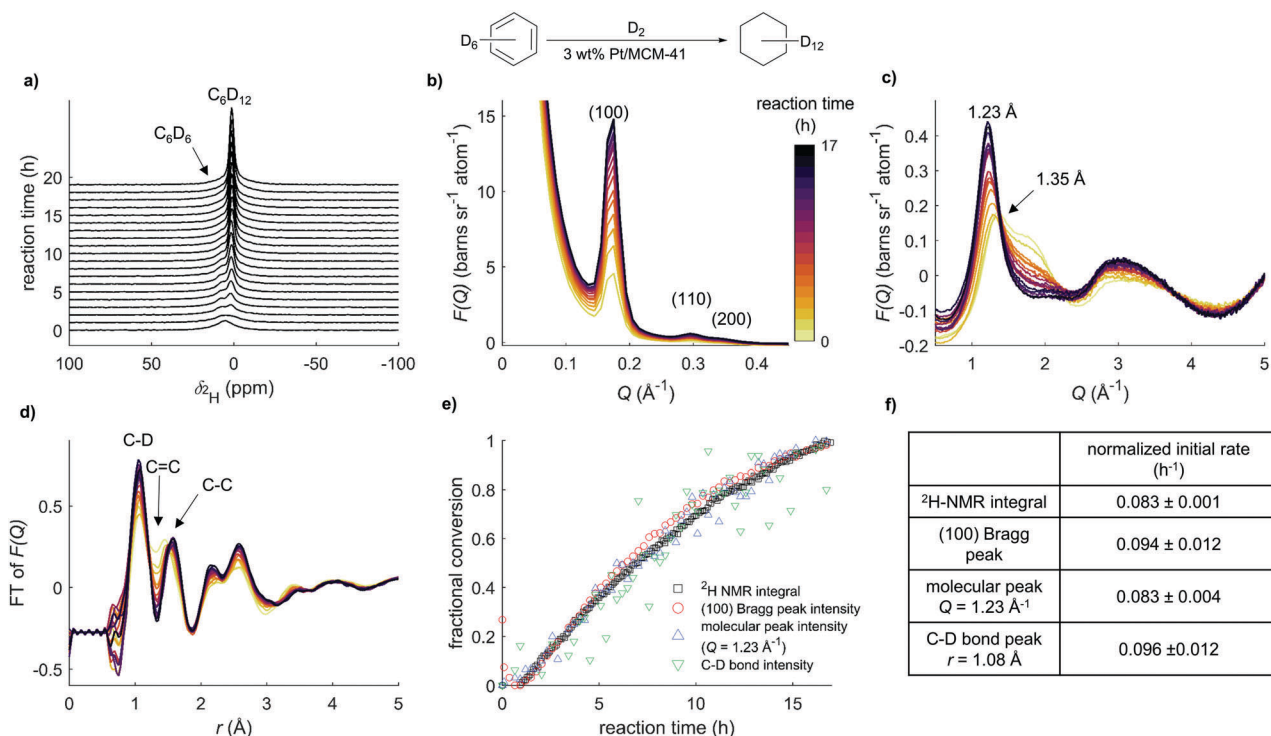 D₆
D₂
3 wt% Pt/MCM-41
D₁₂
a)
C₆D₁₂
C₆D₆
reaction time (h)
20
15
10
5
0
100
50
0
-50
-100
δ²H (ppm)
b)
(100)
(110)
(200)
F(Q) (barns sr⁻¹ atom⁻¹)
15
10
5
0
0
0.1
0.2
0.3
0.4
Q (Å⁻¹)
reaction time
(h)
17
0
c)
1.23 Å
1.35 Å
F(Q) (barns sr⁻¹ atom⁻¹)
0.4
0.3
0.2
0.1
0
-0.1
-0.2
1
2
3
4
5
Q (Å⁻¹)
d)
C-D
C=C
C-C
FT of F(Q)
0.5
0
-0.5
0
1
2
3
4
5
r (Å)
e)
fractional conversion
1
0.8
0.6
0.4
0.2
0
0
5
10
15
reaction time (h)
²H NMR integral
(100) Bragg peak intensity
molecular peak intensity
(Q = 1.23 Å⁻¹)
C-D bond intensity
f)
normalized initial rate
(h⁻¹)
²H-NMR integral
0.083 ± 0.001
(100) Bragg
peak
0.094 ± 0.012
molecular peak
Q = 1.23 Å⁻¹
0.083 ± 0.004
C-D bond peak
r = 1.08 Å
0.096 ±0.012